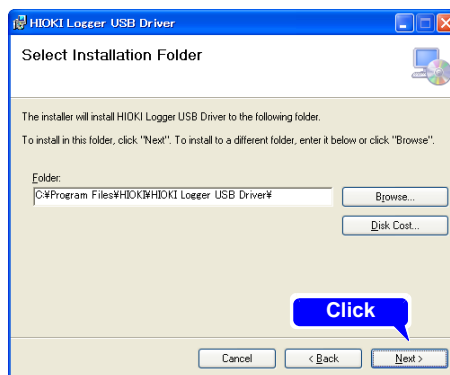 HIOKI Logger USB Driver
Select Installation Folder
The installer will install HIOKI Logger USB Driver to the following folder.
To install in this folder, click "Next". To install to a different folder, enter it below or click "Browse".
Folder:
C:¥Program Files¥HIOKI¥HIOKI Logger USB Driver¥
Browse...
Disk Cost...
Click
Cancel
< Back
Next >